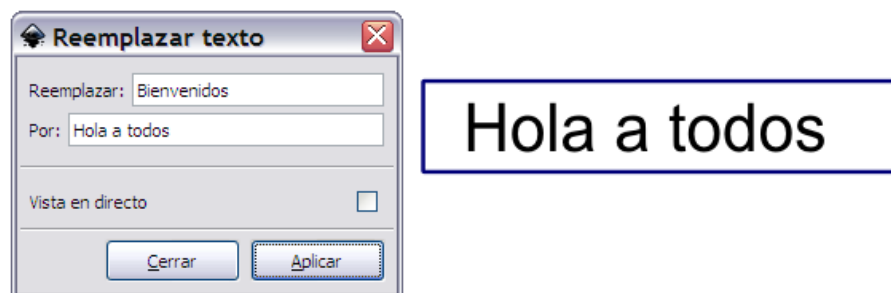 Reemplazar texto
Reemplazar: Bienvenidos
Por: Hola a todos
Vista en directo
Cerrar Aplicar
Hola a todos